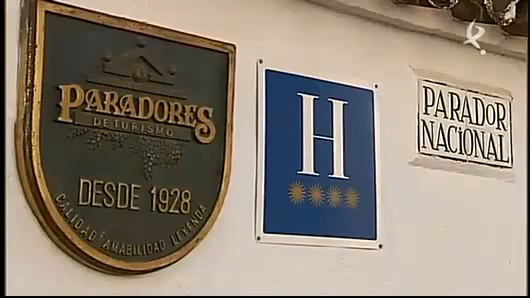 PARADORES
DE TURISMO
DESDE 1928
CALIDAD AMABILIDAD LEYENDA
H
PARADOR
NACIONAL